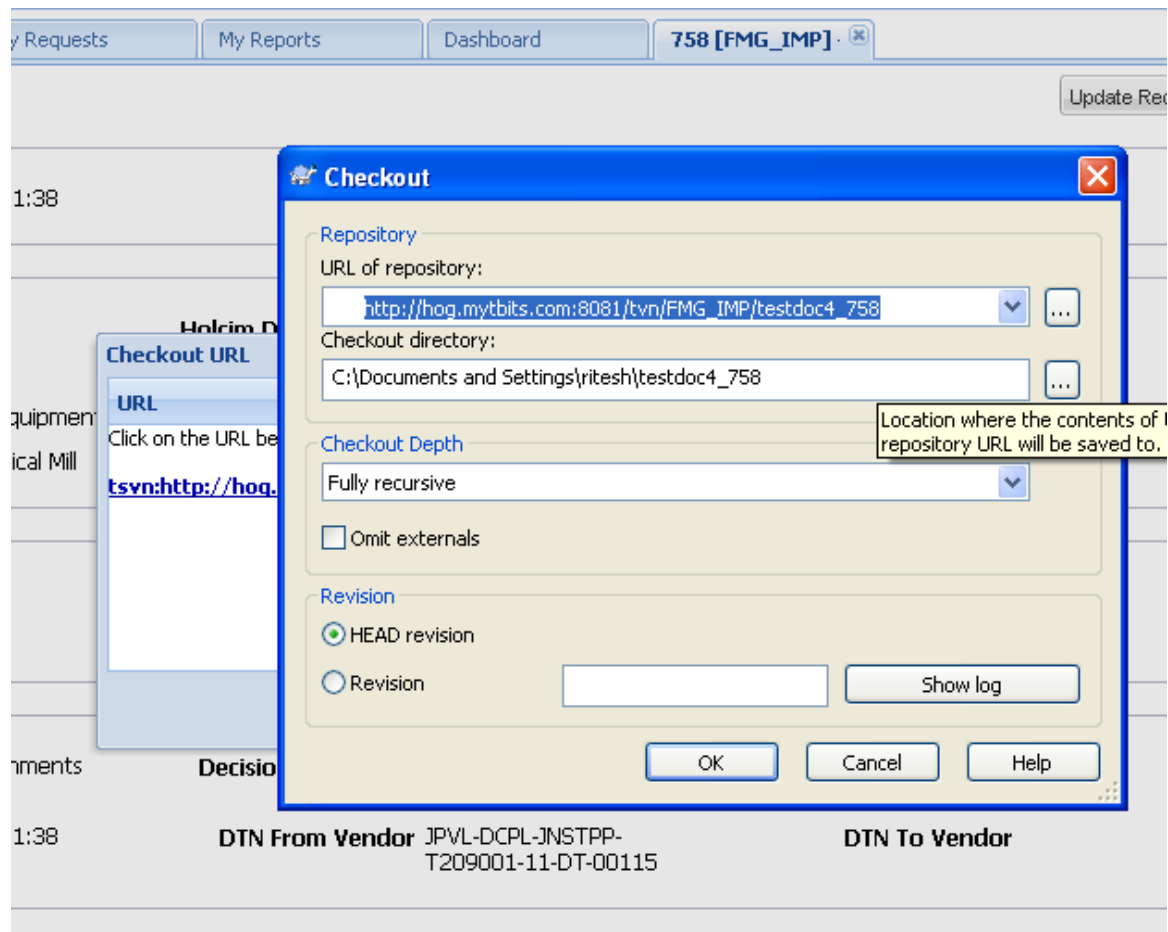 y Requests
My Reports
Dashboard
758 [FMG_IMP] ·
Update Rec
1:38
Checkout
Repository
URL of repository:
http://hog.mytbits.com:8081/tvn/FMG_IMP/testdoc4_758
...
Holcim D
Checkout directory:
Checkout URL
C:\Documents and Settings\ritesh\testdoc4_758
...
URL
quipmen
Location where the contents of
repository URL will be saved to.
Click on the URL be
Checkout Depth
ical Mill
tsvn:http://hog.
Fully recursive
Omit externals
Revision
HEAD revision
Revision
Show log
OK
Cancel
Help
nments
Decisio
1:38
DTN From Vendor JPVL-DCPL-JNSTPP-
T209001-11-DT-00115
DTN To Vendor